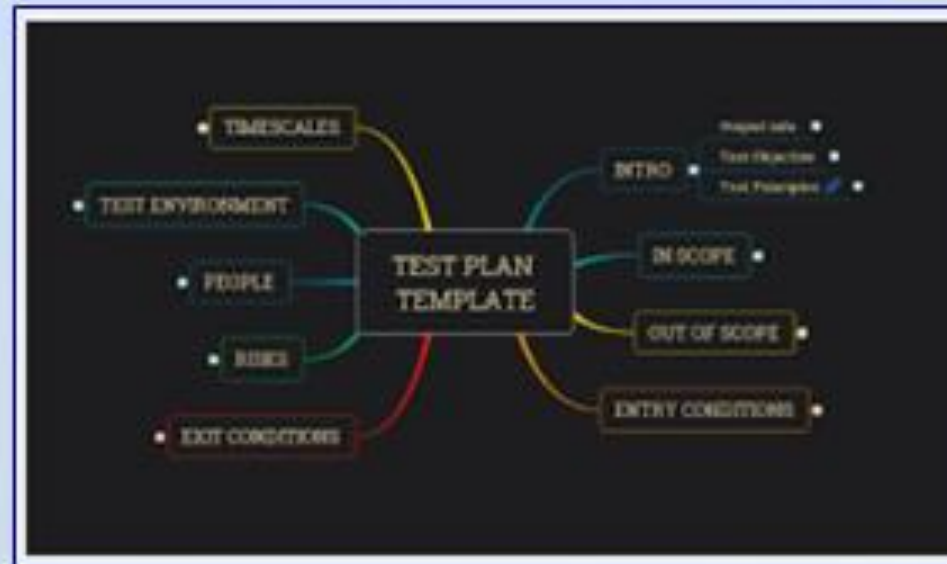 TEST PLAN
TEMPLATE
INTRO
Project info
Test Objective
Test Principles
IN SCOPE
OUT OF SCOPE
ENTRY CONDITIONS
TIMESCALES
TEST ENVIRONMENT
PEOPLE
RISKS
EXIT CONDITIONS